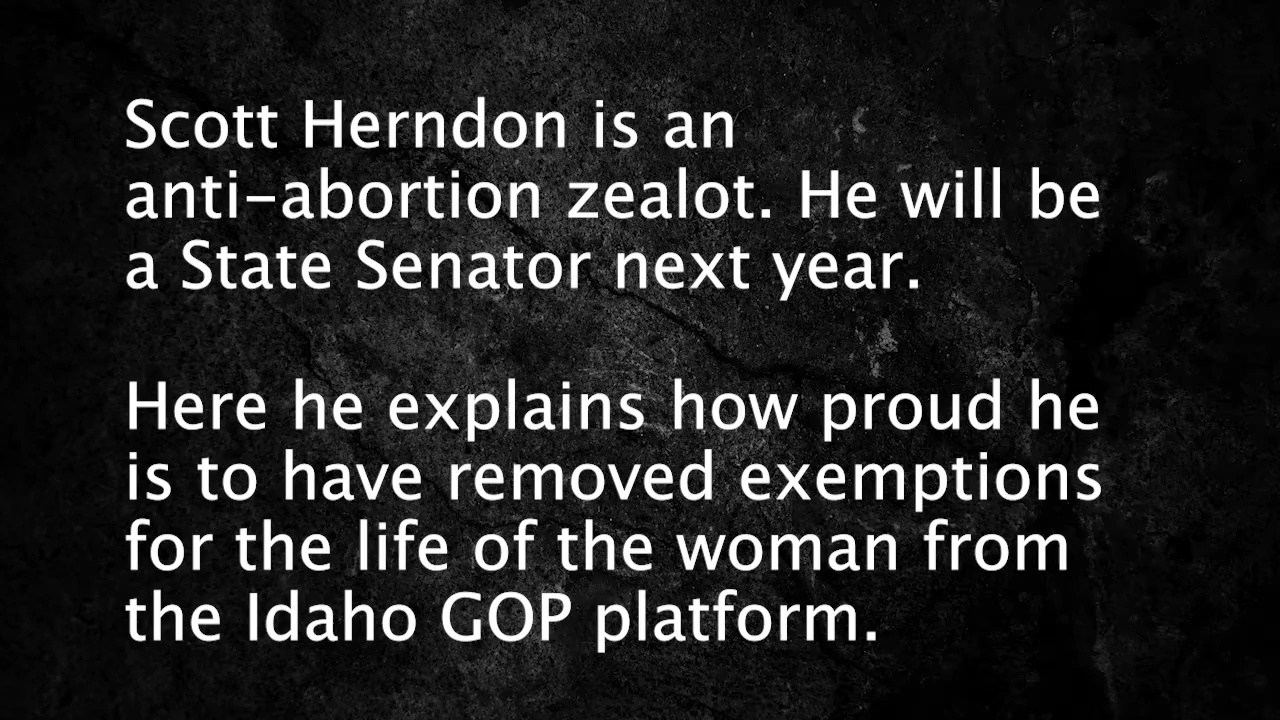 Scott Herndon is an
anti-abortion zealot. He will be
a State Senator next year.
Here he explains how proud he
is to have removed exemptions
for the life of the woman from
the Idaho GOP platform.